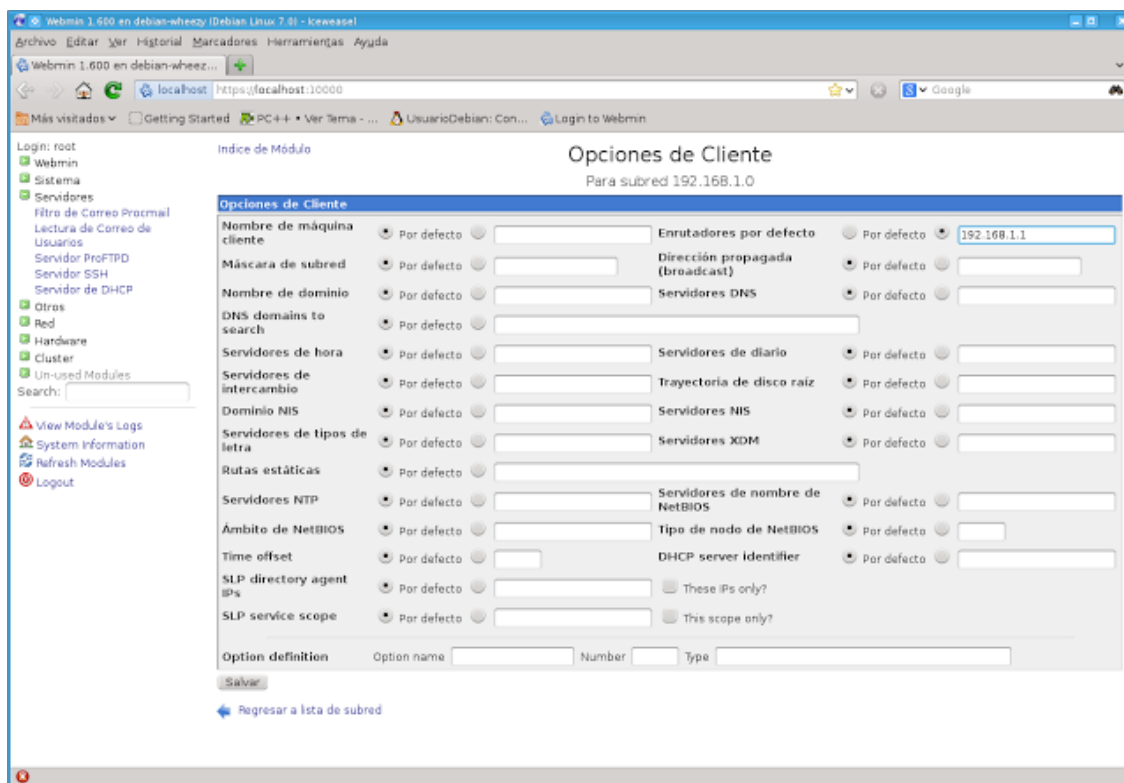 Webmin 1.600 en debian-wheezy (Debian Linux 7.0) - Iceweasel
Archivo Editar Ver Historial Marcadores Herramientas Ayuda
Webmin 1.600 en debian-wheez...
localhost https://localhost:10000 Google
Más visitados Getting Started PC++ • Ver Tema - ... UsuarioDebian: Con... Login to Webmin
Login: root
Webmin
Sistema
Servidores
Filtro de Correo Procmail
Lectura de Correo de
Usuarios
Servidor ProFTPD
Servidor SSH
Servidor de DHCP
Otros
Red
Hardware
Cluster
Un-used Modules
Search:
View Module's Logs
System Information
Refresh Modules
Logout
Indice de Módulo
Opciones de Cliente
Para subred 192.168.1.0
Opciones de Cliente
Nombre de máquina cliente Por defecto Enrutadores por defecto Por defecto 192.168.1.1
Máscara de subred Por defecto Dirección propagada (broadcast) Por defecto
Nombre de dominio Por defecto Servidores DNS Por defecto
DNS domains to search Por defecto
Servidores de hora Por defecto Servidores de diario Por defecto
Servidores de intercambio Por defecto Trayectoria de disco raíz Por defecto
Dominio NIS Por defecto Servidores NIS Por defecto
Servidores de tipos de letra Por defecto Servidores XDM Por defecto
Rutas estáticas Por defecto
Servidores NTP Por defecto Servidores de nombre de NetBIOS Por defecto
Ámbito de NetBIOS Por defecto Tipo de nodo de NetBIOS Por defecto
Time offset Por defecto DHCP server identifier Por defecto
SLP directory agent IPs Por defecto These IPs only?
SLP service scope Por defecto This scope only?
Option definition Option name Number Type
Salvar
Regresar a lista de subred